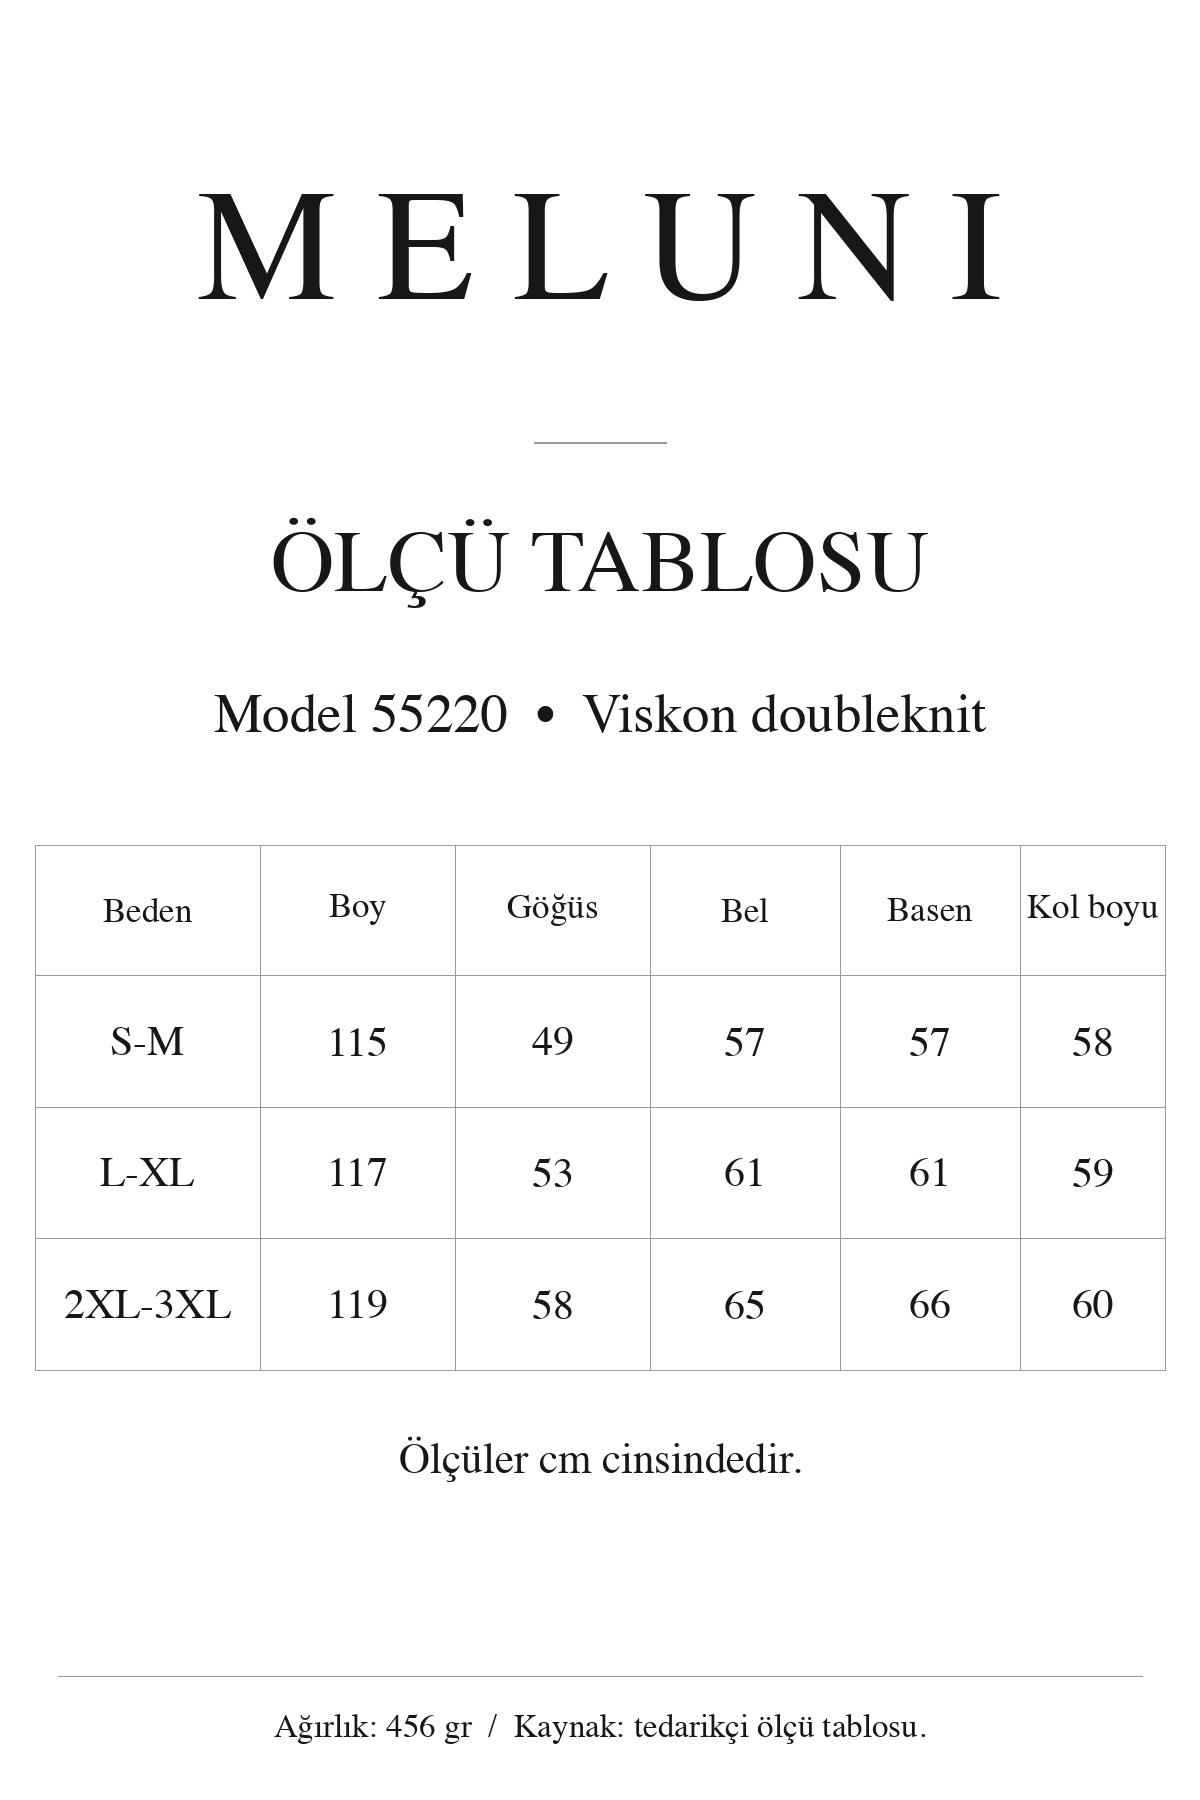 MELUNI
ÖLÇÜ TABLOSU
Model 55220 • Viskon doubleknit
Beden Boy Göğüs Bel Basen Kol boyu
S-M 115 49 57 57 58
L-XL 117 53 61 61 59
2XL-3XL 119 58 65 66 60
Ölçüler cm cinsindedir.
Ağırlık: 456 gr / Kaynak: tedarikçi ölçü tablosu.